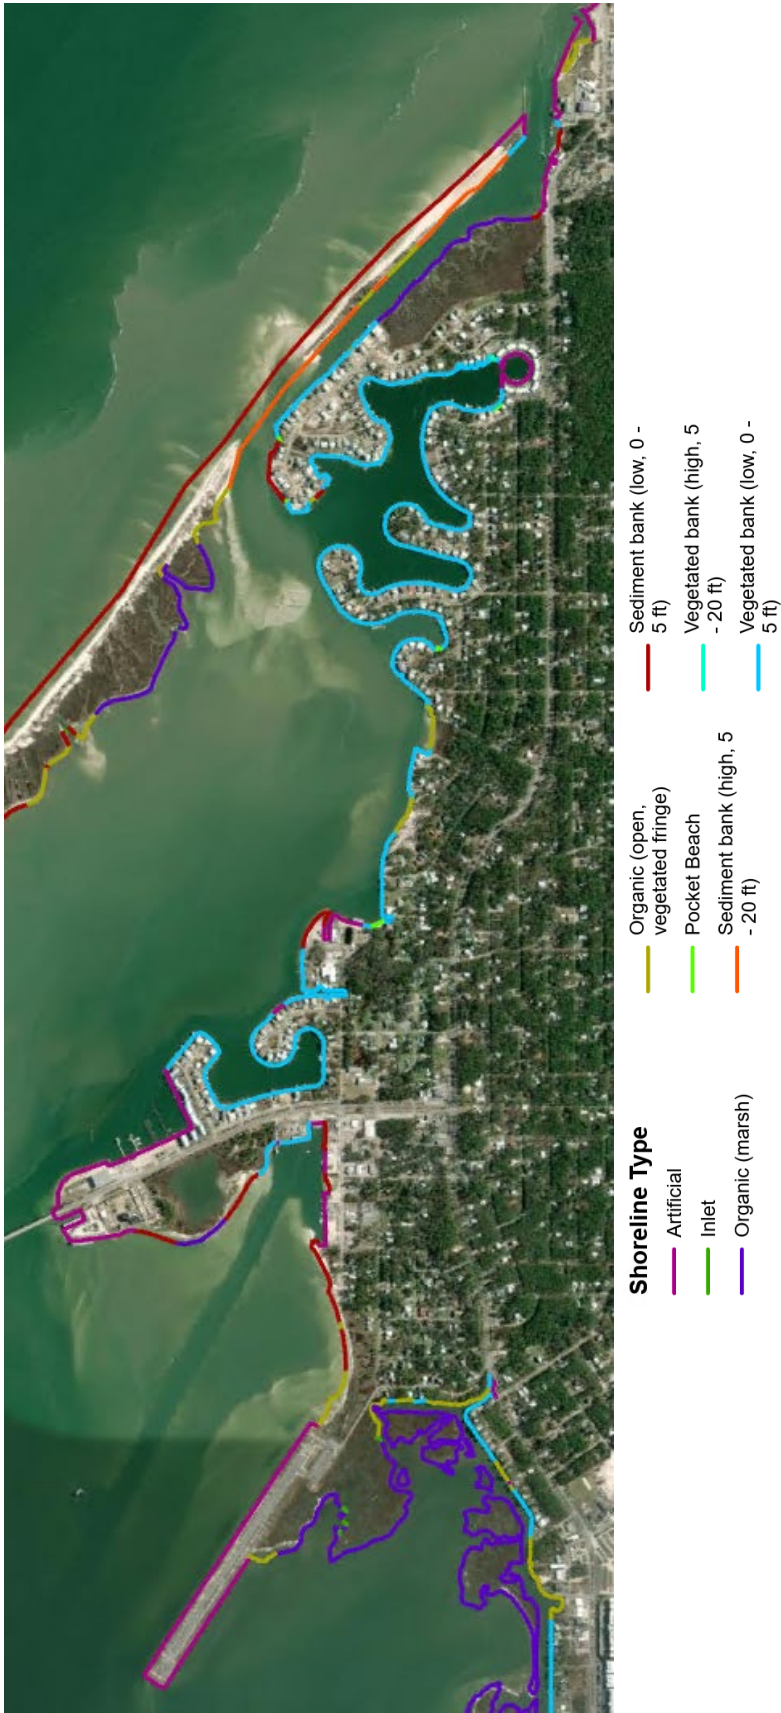 Shoreline Type
Artificial
Inlet
Organic (marsh)
Organic (open,
vegetated fringe)
Pocket Beach
Sediment bank (high, 5
- 20 ft)
Sediment bank (low, 0 -
5 ft)
Vegetated bank (high, 5
- 20 ft)
Vegetated bank (low, 0 -
5 ft)